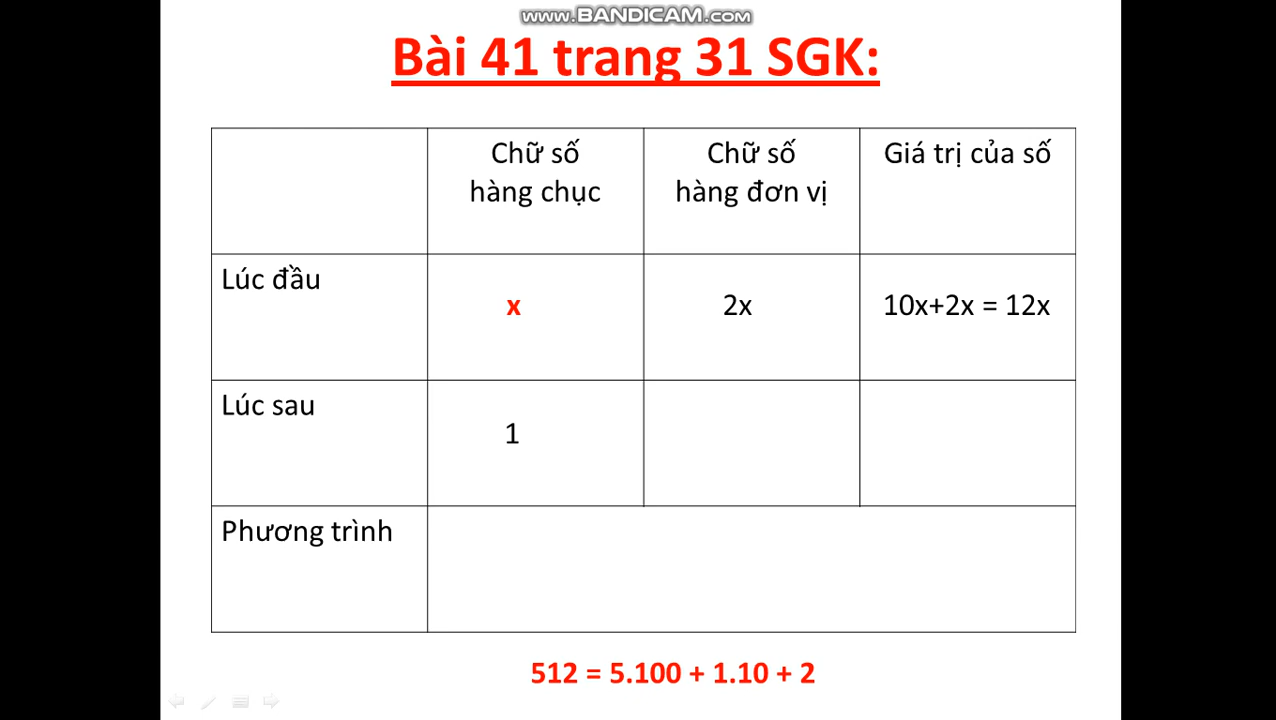 www.BANDICAM.com
Bài 41 trang 31 SGK:
Chữ số
hàng chục
Chữ số
hàng đơn vị
Giá trị của số
Lúc đầu
x
2x
10x+2x = 12x
Lúc sau
1
Phương trình
512 = 5.100 + 1.10 + 2